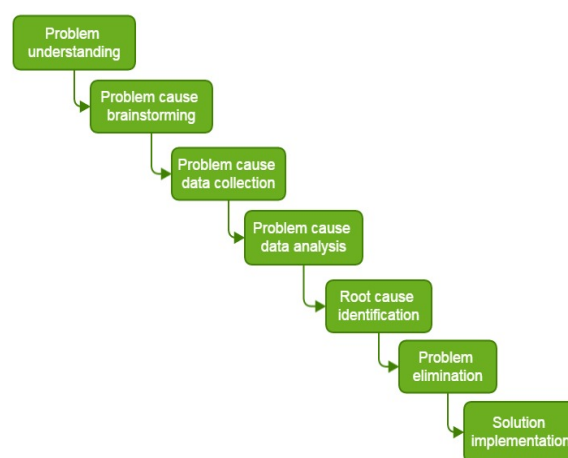 Problem
understanding
Problem cause
brainstorming
Problem cause
data collection
Problem cause
data analysis
Root cause
identification
Problem
elimination
Solution
implementation